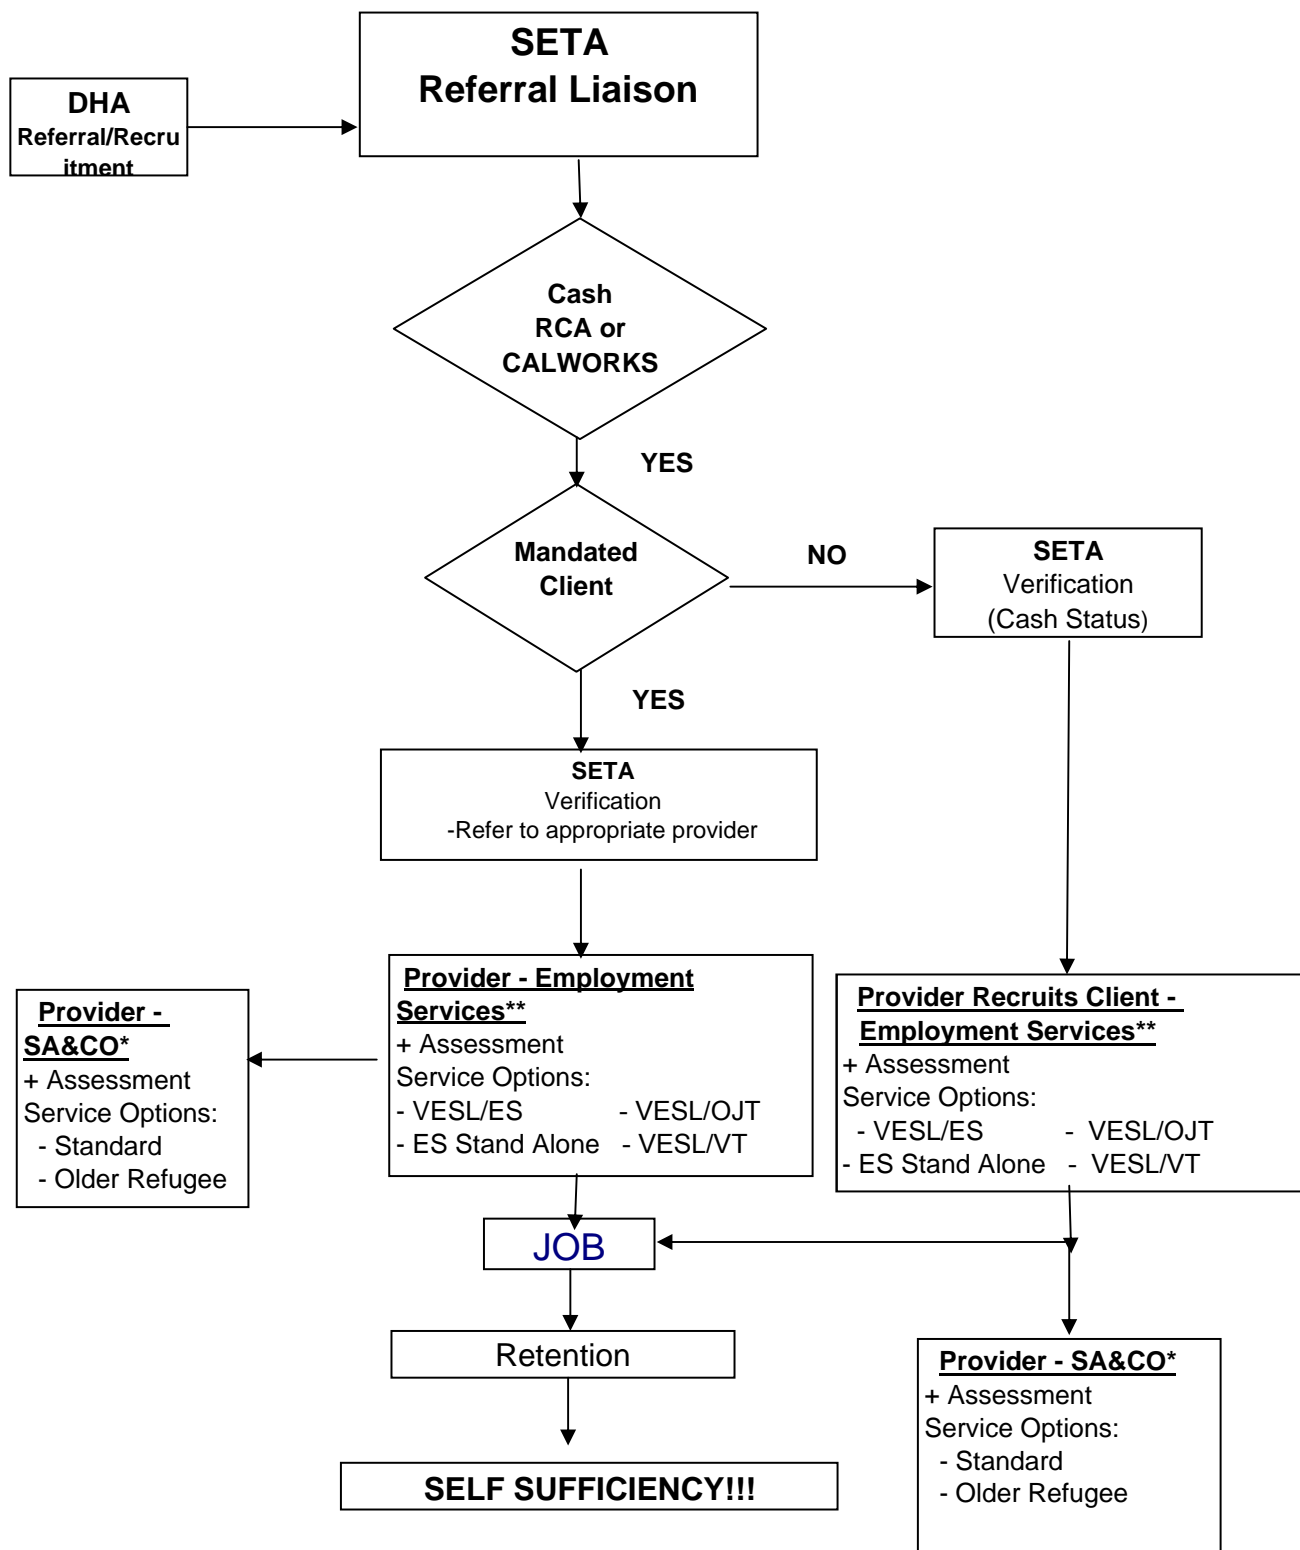 SETA
Referral Liaison
DHA
Referral/Recru
itment
Cash
RCA or
CALWORKS
YES
Mandated
Client
NO
SETA
Verification
(Cash Status)
YES
SETA
Verification
-Refer to appropriate provider
Provider - Employment
Services**
+ Assessment
Service Options:
- VESL/ES - VESL/OJT
- ES Stand Alone - VESL/VT
Provider -
SA&CO*
+ Assessment
Service Options:
- Standard
- Older Refugee
Provider Recruits Client -
Employment Services**
+ Assessment
Service Options:
- VESL/ES - VESL/OJT
- ES Stand Alone - VESL/VT
JOB
Retention
Provider - SA&CO*
+ Assessment
Service Options:
- Standard
- Older Refugee
SELF SUFFICIENCY!!!